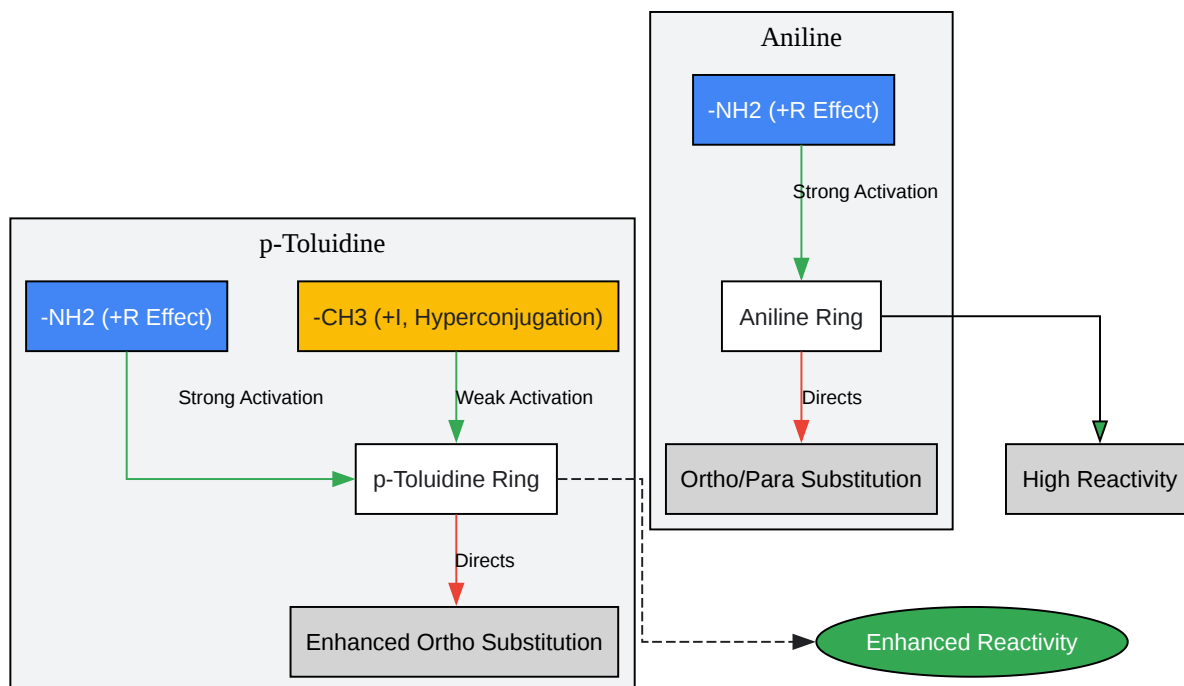 Aniline
-NH2 (+R Effect)
Strong Activation
p-Toluidine
-NH2 (+R Effect)
-CH3 (+I, Hyperconjugation)
Aniline Ring
Strong Activation
Weak Activation
Directs
p-Toluidine Ring
Ortho/Para Substitution
High Reactivity
Directs
Enhanced Ortho Substitution
Enhanced Reactivity